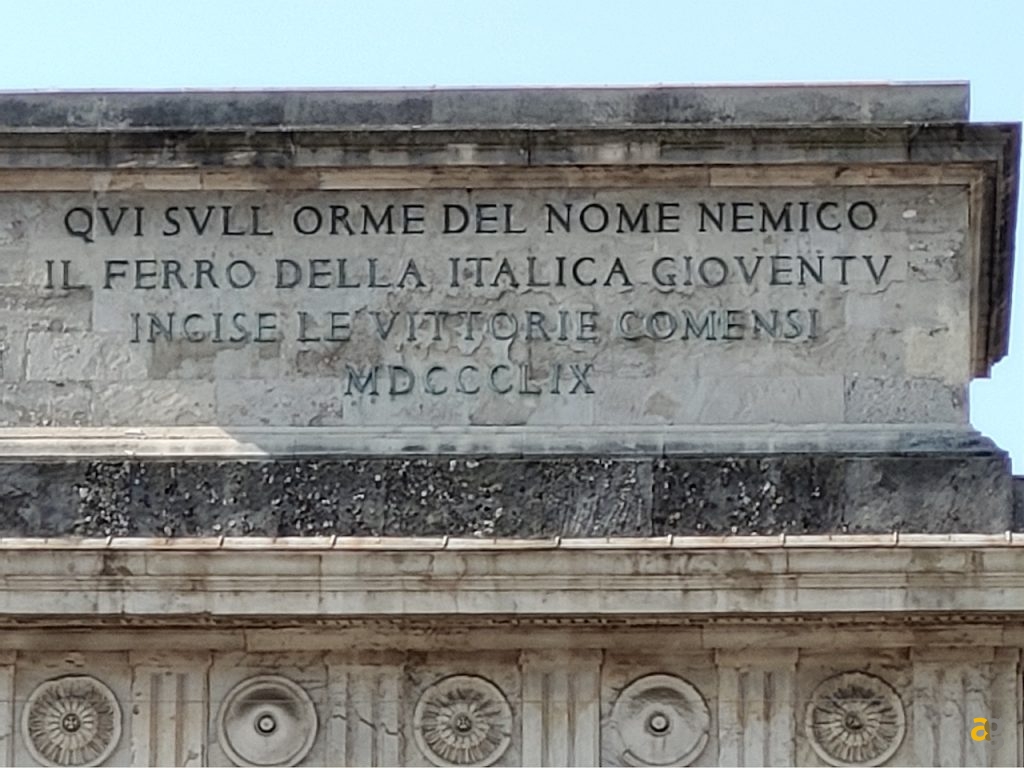 QVI SVLL ORME DEL NOME NEMICO
IL FERRO DELLA ITALICA GIOVENTV
INCISE LE VITTORIE COMENSI
MDCCCLIX
a